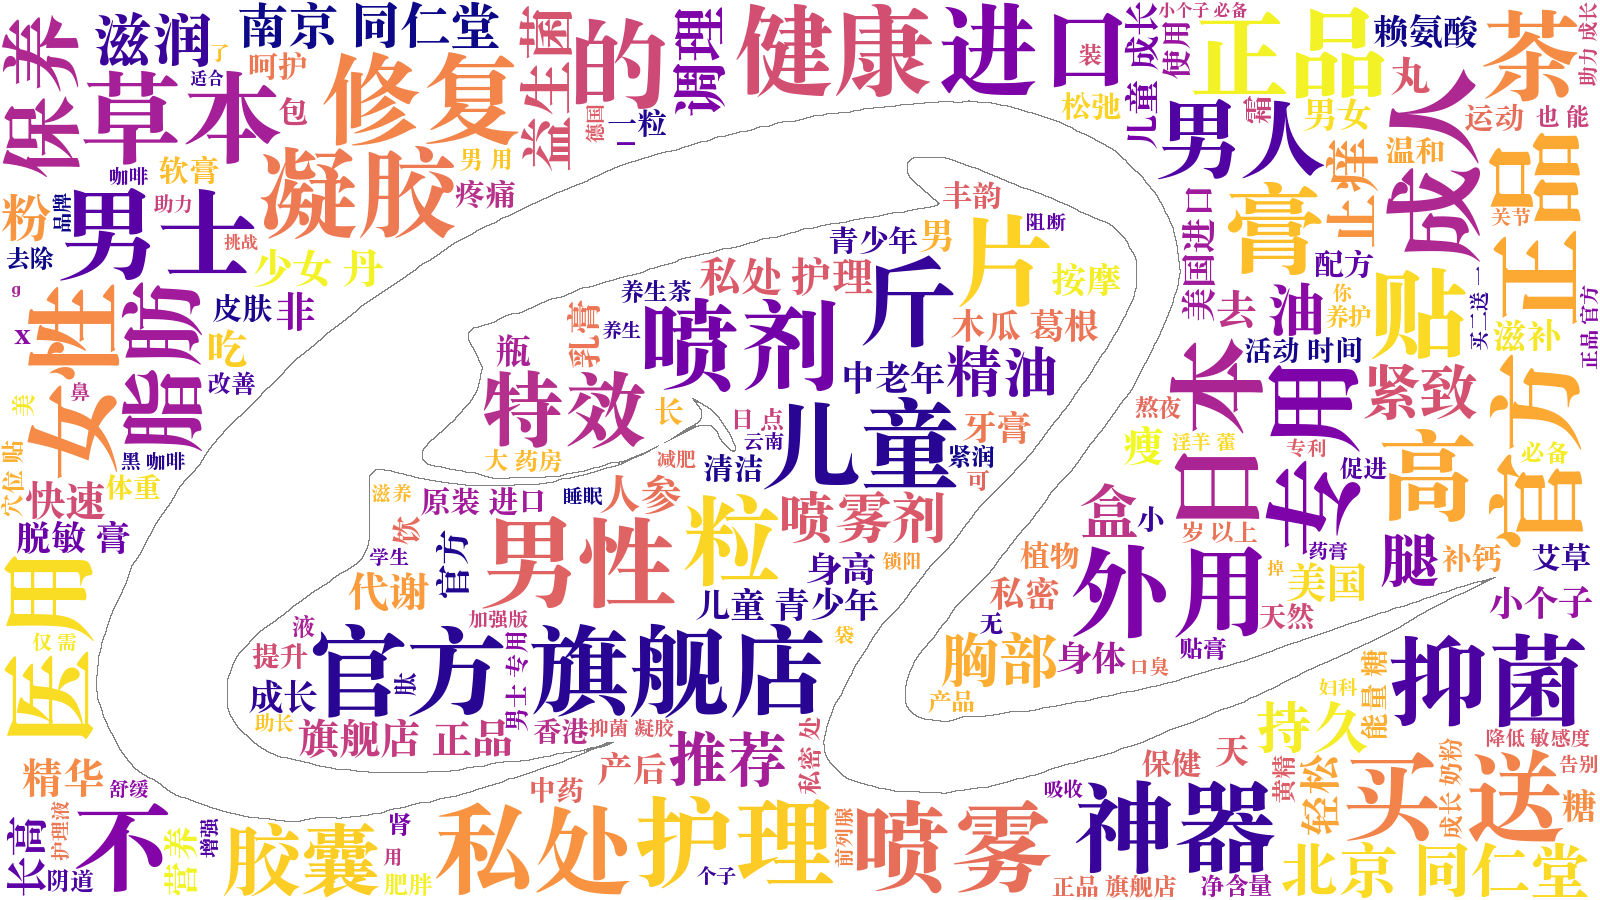 保养
滋润
南京 同仁堂
了
适合
呵护
草本
包
修复
益生菌
的
德国
一粒
一
调理
健康
进口
装
松弛
儿童 成长
使用
小个子 必备
正品
赖氨酸
丸
茶
助力 成长
霜
男女
男人
运动
也 能
温和
止痒
成人
正品
关节
咖啡
软膏
凝胶
男 用
疼痛
粉
品牌
男士
助力
挑战
去除
少女 丹
g
x
女性
脂肪
皮肤
非
吃
改善
鼻
美
黑 咖啡
穴位 贴
快速
体重
脱敏 膏
医用
仅 需
丰韵
阻断
青少年
男
片
私处 护理
斤
按摩
养生茶
养生
乳膏
喷剂
木瓜 葛根
瓶
中老年
精油
特效
长
日 点
云南
儿童
牙膏
紧润
可
大 药房
减肥
清洁
滋养
原装 进口
睡眠
人参
饮
学生
官方
代谢
男性
粒
喷雾剂
身高
锁阳
儿童 青少年
加强版
液
提升
官方
旗舰店
袋
成长
肽
男士 专用
助长
旗舰店 正品
香港
抑菌 凝胶
美国进口
去
油
膏
配方
你
养护
贴
买二送一
滋补
正品 官方
活动 时间
日本
熬夜
瘦
淫羊 藿
专用
专利
紧致
促进
高
官方
必备
盒
小
岁 以上
药膏
腿
补钙
艾草
植物
私密
外用
掉
美国
天然
小个子
无
胸部
身体
口臭
贴膏
产品
妇科
能量 糖
抑菌
持久
降低 敏感度
精华
舒缓
中药
产后
推荐
私密 处
保健
天
黄精
轻松
成长 奶粉
买送
告别
糖
长高
护理液
阴道
不
营养
增强
胶囊
肾
用
肥胖
私处护理
个子
前列腺
喷雾
吸收
神器
正品 旗舰店
净含量
北京 同仁堂